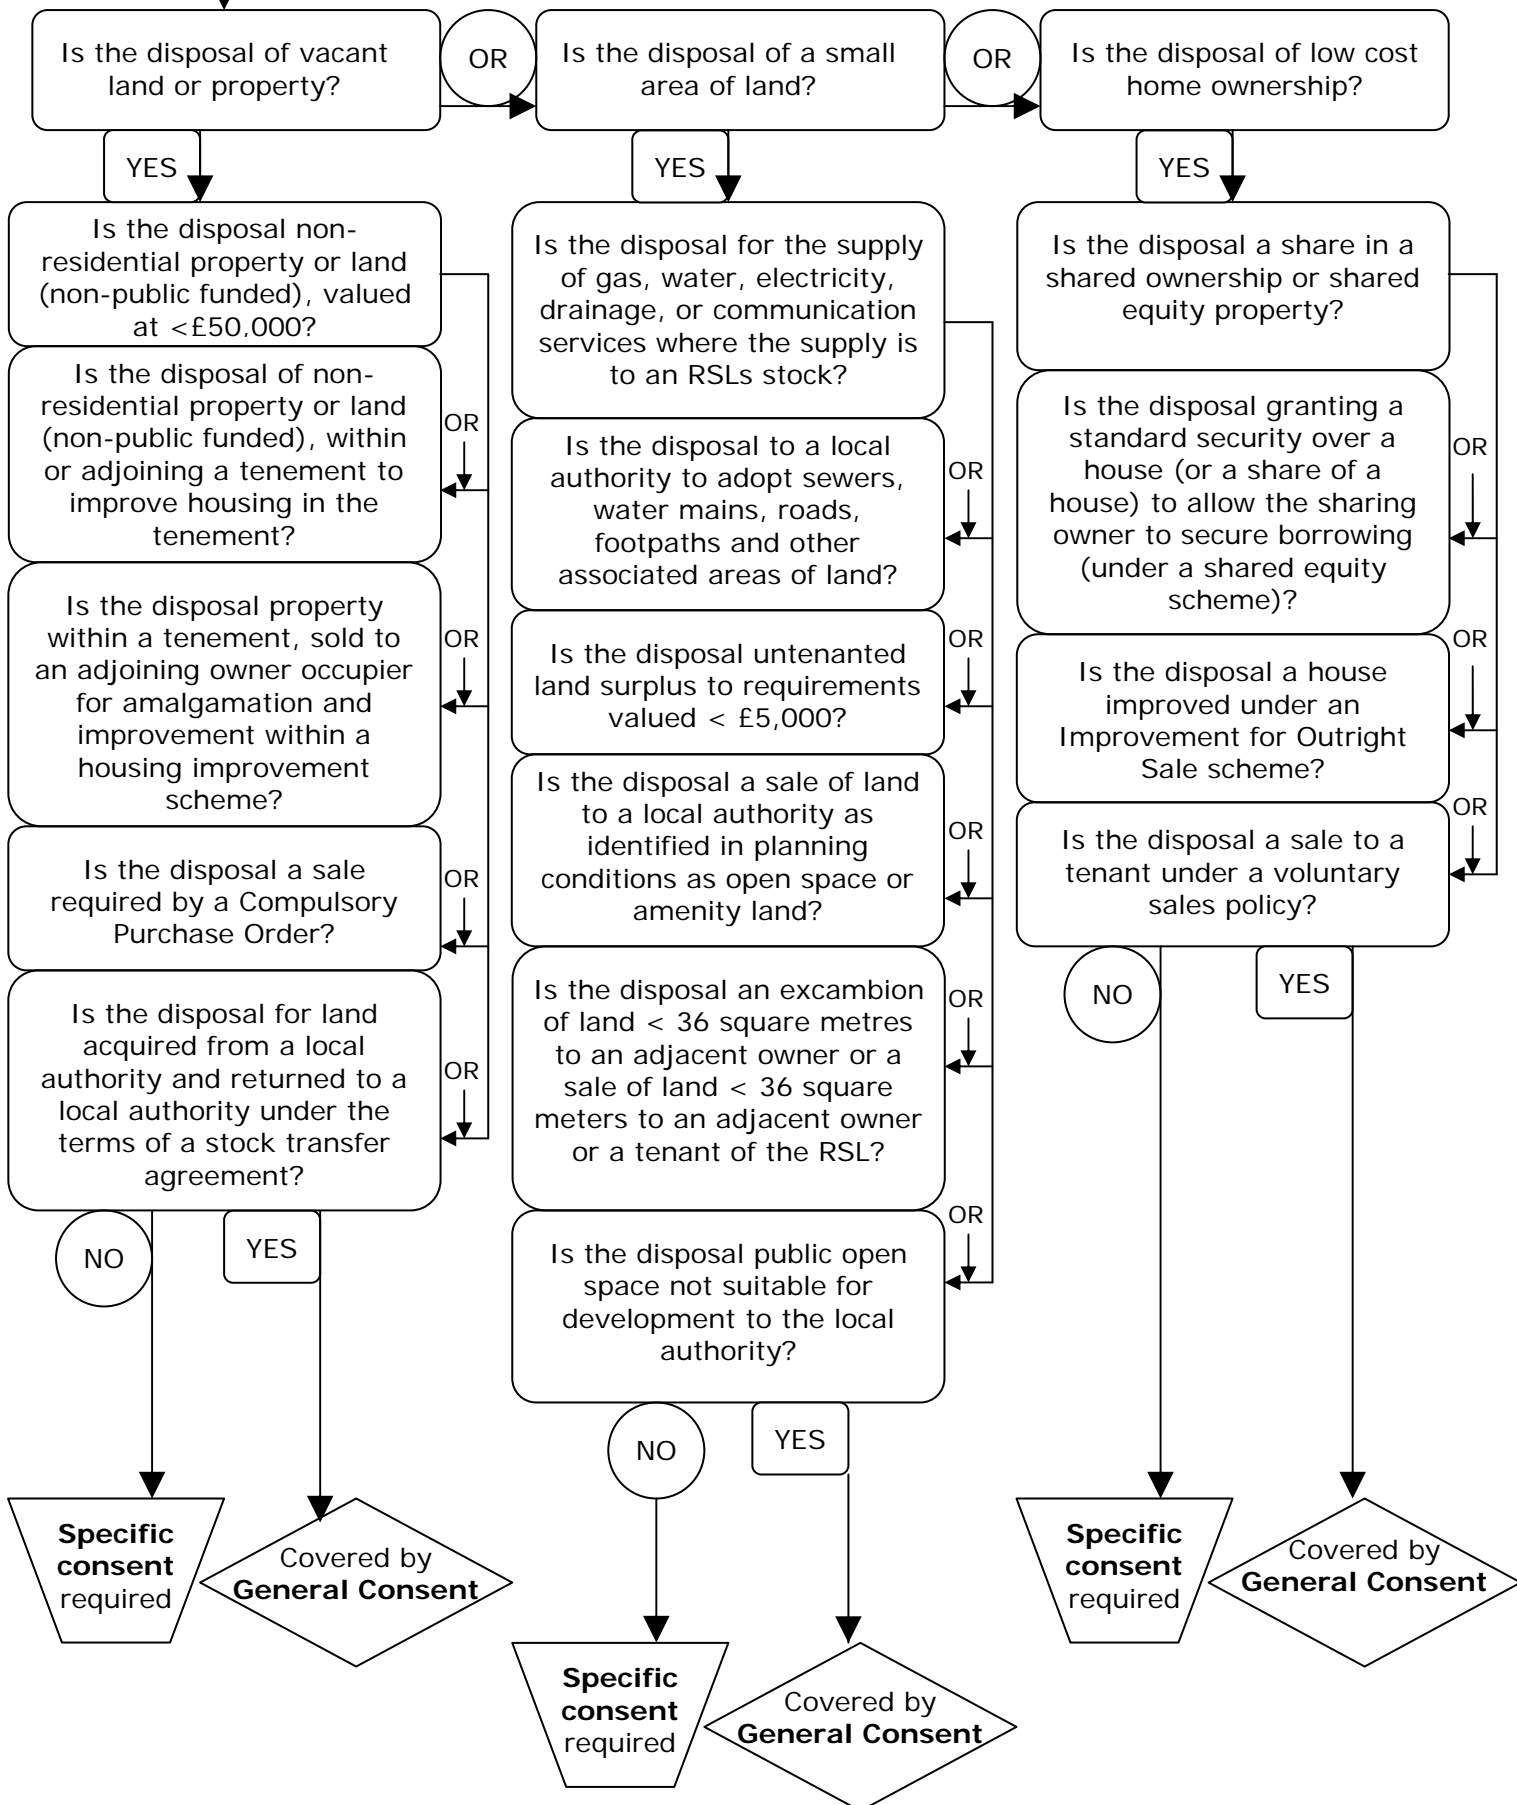 Is the disposal of vacant
land or property?
OR
Is the disposal of a small
area of land?
OR
Is the disposal of low cost
home ownership?
YES
Is the disposal non-
residential property or land
(non-public funded), valued
at <£50,000?
Is the disposal of non-
residential property or land
(non-public funded), within
or adjoining a tenement to
improve housing in the
tenement?
OR
Is the disposal property
within a tenement, sold to
an adjoining owner occupier
for amalgamation and
improvement within a
housing improvement
scheme?
OR
Is the disposal a sale
required by a Compulsory
Purchase Order?
OR
Is the disposal for land
acquired from a local
authority and returned to a
local authority under the
terms of a stock transfer
agreement?
OR
NO
YES
Specific
consent
required
Covered by
General Consent
YES
Is the disposal for the supply
of gas, water, electricity,
drainage, or communication
services where the supply is
to an RSLs stock?
Is the disposal to a local
authority to adopt sewers,
water mains, roads,
footpaths and other
associated areas of land?
OR
Is the disposal untenanted
land surplus to requirements
valued < £5,000?
OR
Is the disposal a sale of land
to a local authority as
identified in planning
conditions as open space or
amenity land?
OR
Is the disposal an excambion
of land < 36 square metres
to an adjacent owner or a
sale of land < 36 square
meters to an adjacent owner
or a tenant of the RSL?
OR
Is the disposal public open
space not suitable for
development to the local
authority?
OR
NO
YES
Specific
consent
required
Covered by
General Consent
YES
Is the disposal a share in a
shared ownership or shared
equity property?
Is the disposal granting a
standard security over a
house (or a share of a
house) to allow the sharing
owner to secure borrowing
(under a shared equity
scheme)?
OR
Is the disposal a house
improved under an
Improvement for Outright
Sale scheme?
OR
Is the disposal a sale to a
tenant under a voluntary
sales policy?
OR
NO
YES
Specific
consent
required
Covered by
General Consent